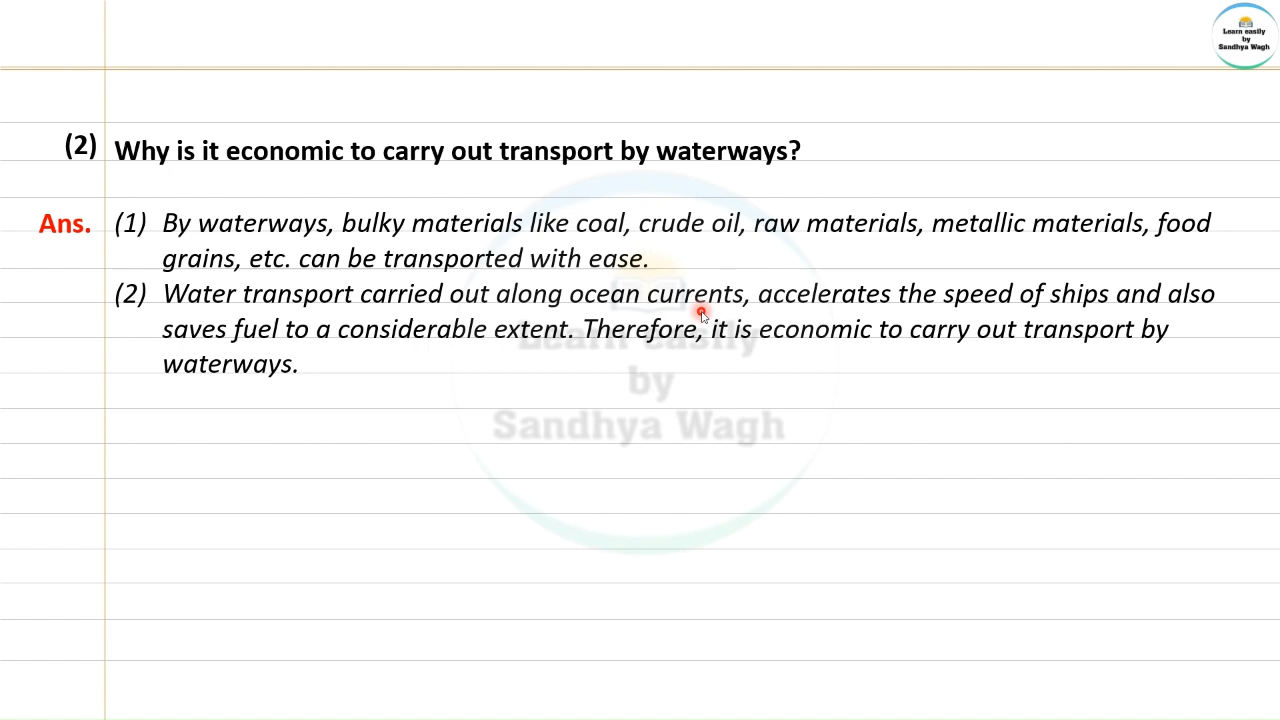 Learn easily
by
Sandhya Wagh
(2) Why is it economic to carry out transport by waterways?
Ans. (1) By waterways, bulky materials like coal, crude oil, raw materials, metallic materials, food
grains, etc. can be transported with ease.
(2) Water transport carried out along ocean currents, accelerates the speed of ships and also
saves fuel to a considerable extent. Therefore, it is economic to carry out transport by
waterways.
Learn easily
by
Sandhya Wagh